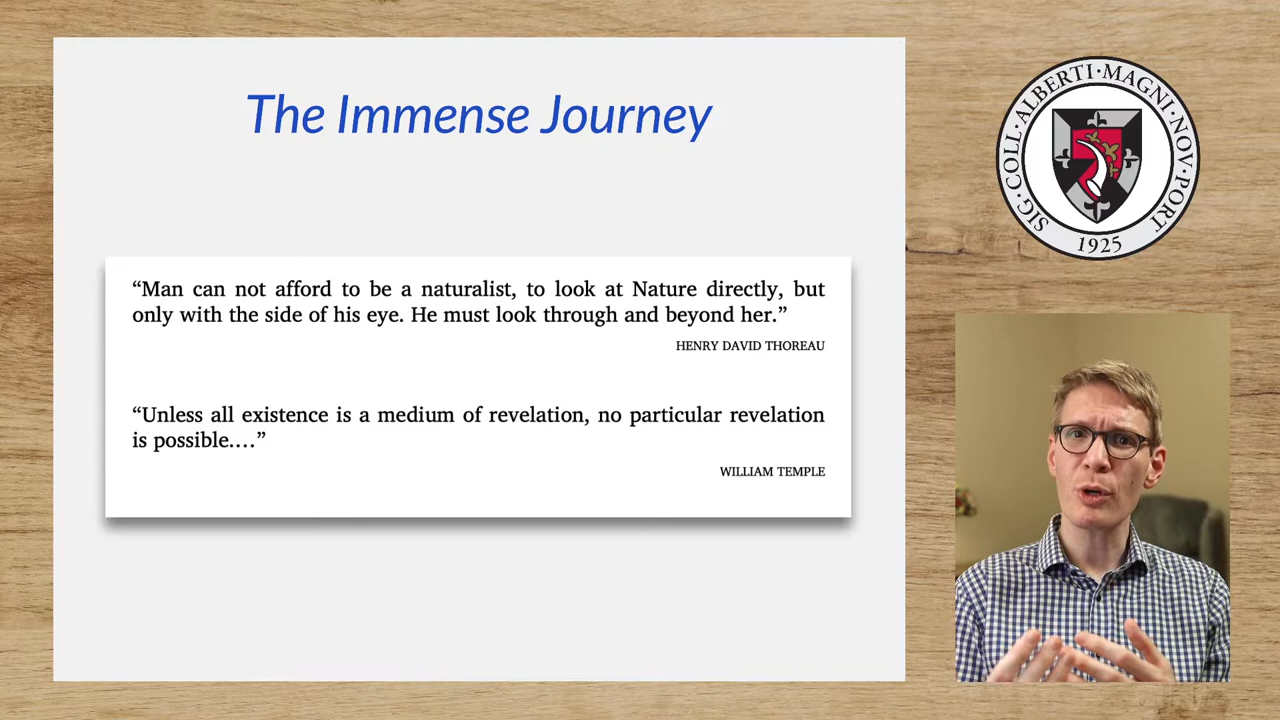 The Immense Journey
“Man can not afford to be a naturalist, to look at Nature directly, but
only with the side of his eye. He must look through and beyond her.”
HENRY DAVID THOREAU
“Unless all existence is a medium of revelation, no particular revelation
is possible.…”
WILLIAM TEMPLE
SIG·COLL·ALBERTI·MAGNI·NOV·PORT
1925